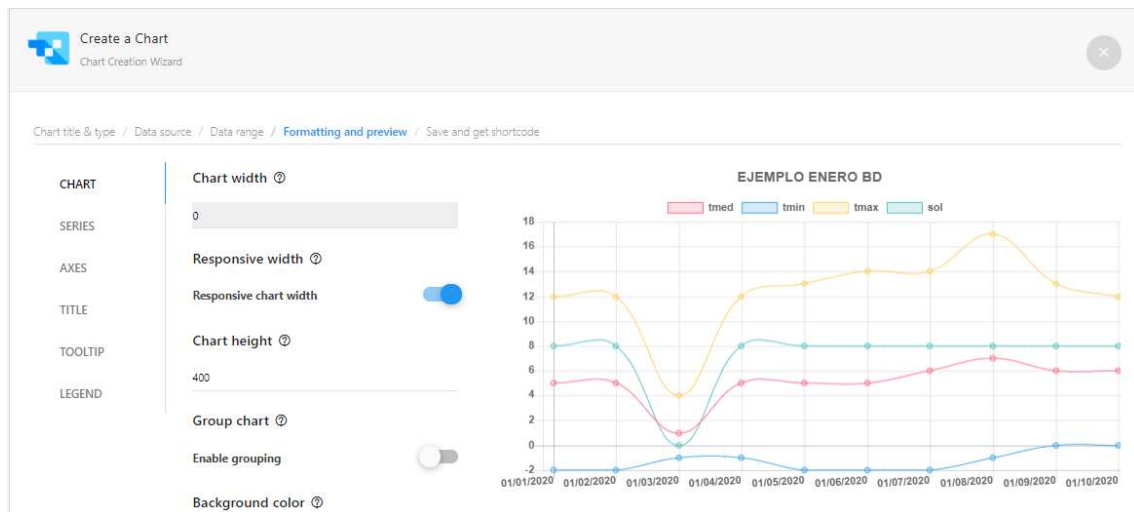 Create a Chart
Chart Creation Wizard
Chart title & type / Data source / Data range / Formatting and preview / Save and get shortcode
CHART
SERIES
AXES
TITLE
TOOLTIP
LEGEND
Chart width
0
Responsive width
Responsive chart width
Chart height
400
Group chart
Enable grouping
Background color
EJEMPLO ENERO BD
tmed tmin tmax sol
18
16
14
12
10
8
6
4
2
0
-2
01/01/2020 01/02/2020 01/03/2020 01/04/2020 01/05/2020 01/06/2020 01/07/2020 01/08/2020 01/09/2020 01/10/2020